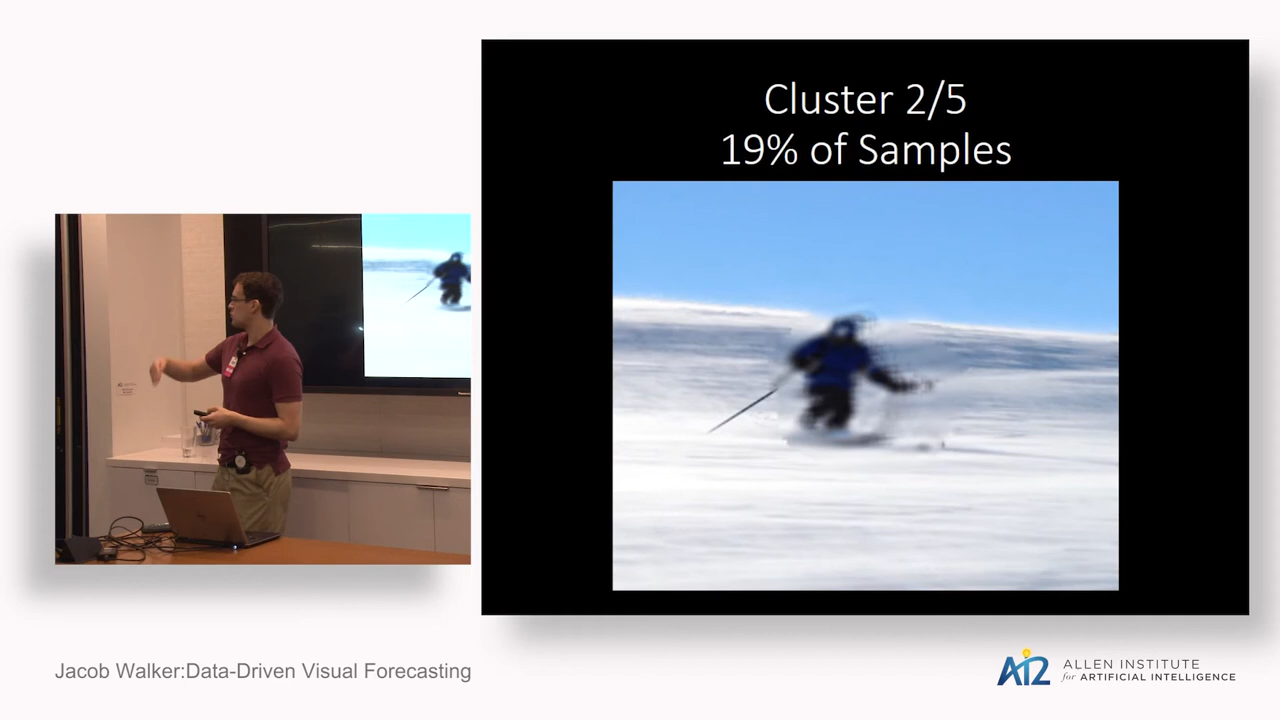 Cluster 2/5
19% of Samples
Jacob Walker:Data-Driven Visual Forecasting
AI2
ALLEN INSTITUTE
for ARTIFICIAL INTELLIGENCE